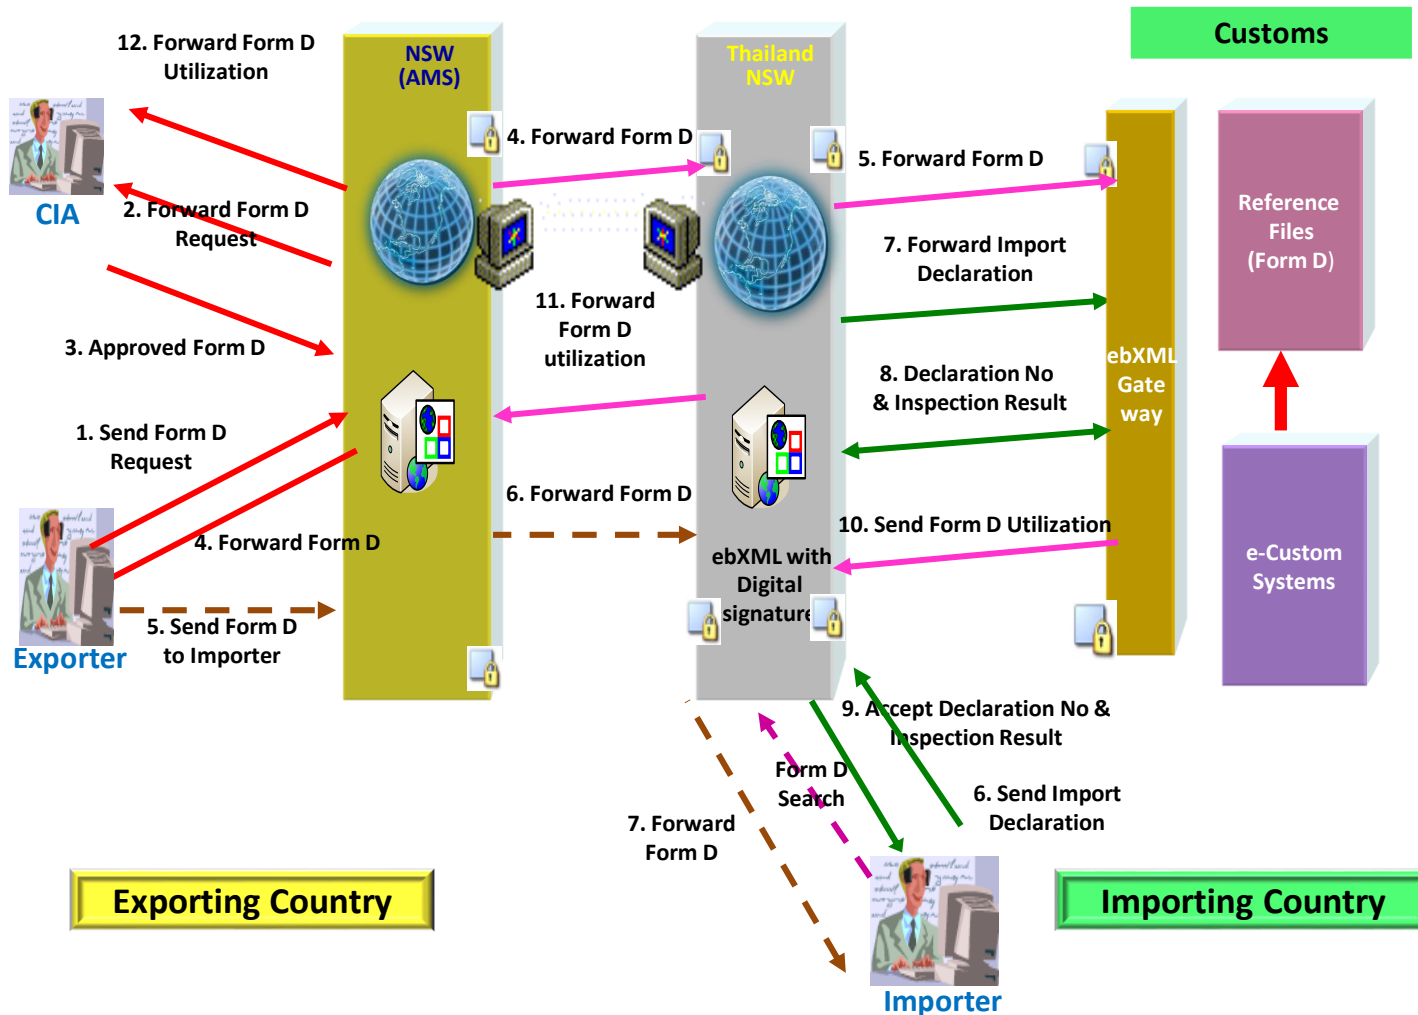 12. Forward Form D
Utilization
NSW
(AMS)
Thailand
NSW
Customs
4. Forward Form D
5. Forward Form D
CIA
2. Forward Form D
Request
Reference
Files
(Form D)
7. Forward Import
Declaration
11. Forward
Form D
utilization
3. Approved Form D
ebXML
Gate
way
8. Declaration No
& Inspection Result
1. Send Form D
Request
6. Forward Form D
4. Forward Form D
10. Send Form D Utilization
ebXML with
Digital
signature
e-Custom
Systems
5. Send Form D
to Importer
Exporter
9. Accept Declaration No &
Inspection Result
Form D
Search
6. Send Import
Declaration
7. Forward
Form D
Exporting Country
Importing Country
Importer